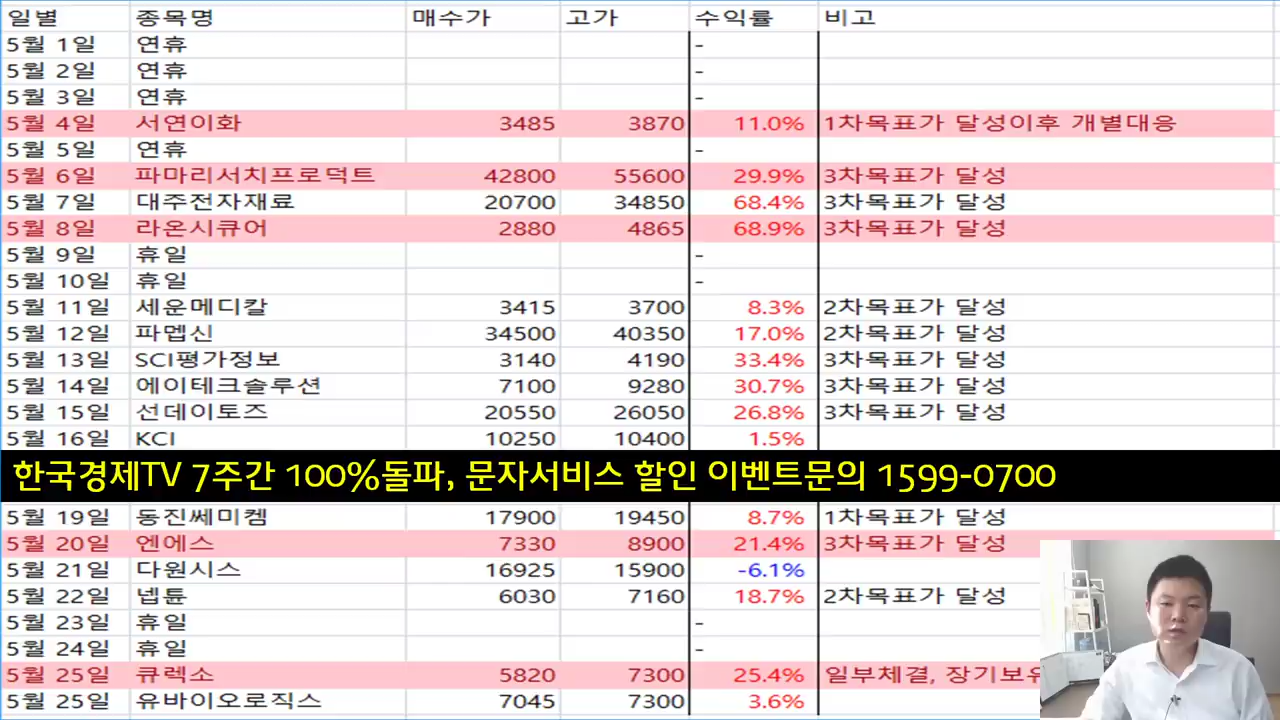 일별 종목명 매수가 고가 수익률 비고
5월 1일 연휴 -
5월 2일 연휴 -
5월 3일 연휴 -
5월 4일 서연이화 3485 3870 11.0% 1차목표가 달성이후 개별대응
5월 5일 연휴 -
5월 6일 파마리서치프로덕트 42800 55600 29.9% 3차목표가 달성
5월 7일 대주전자재료 20700 34850 68.4% 3차목표가 달성
5월 8일 라온시큐어 2880 4865 68.9% 3차목표가 달성
5월 9일 휴일 -
5월 10일 휴일 -
5월 11일 세운메디칼 3415 3700 8.3% 2차목표가 달성
5월 12일 파멥신 34500 40350 17.0% 2차목표가 달성
5월 13일 SCI평가정보 3140 4190 33.4% 3차목표가 달성
5월 14일 에이테크솔루션 7100 9280 30.7% 3차목표가 달성
5월 15일 선데이토즈 20550 26050 26.8% 3차목표가 달성
5월 16일 KCI 10250 10400 1.5%
한국경제TV 7주간 100%돌파, 문자서비스 할인 이벤트문의 1599-0700
5월 19일 동진쎄미켐 17900 19450 8.7% 1차목표가 달성
5월 20일 엔에스 7330 8900 21.4% 3차목표가 달성
5월 21일 다원시스 16925 15900 -6.1%
5월 22일 넵튠 6030 7160 18.7% 2차목표가 달성
5월 23일 휴일 -
5월 24일 휴일 -
5월 25일 큐렉소 5820 7300 25.4% 일부체결, 장기보유
5월 25일 유바이오로직스 7045 7300 3.6%